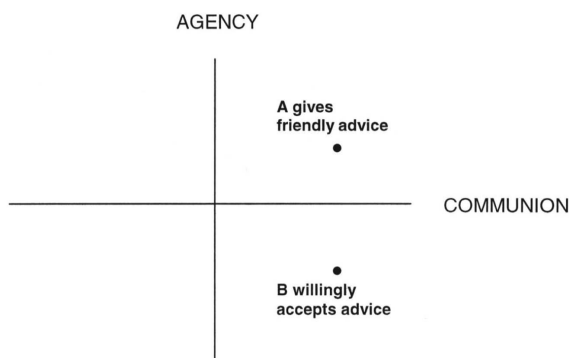 AGENCY
A gives
friendly advice
COMMUNION
B willingly
accepts advice